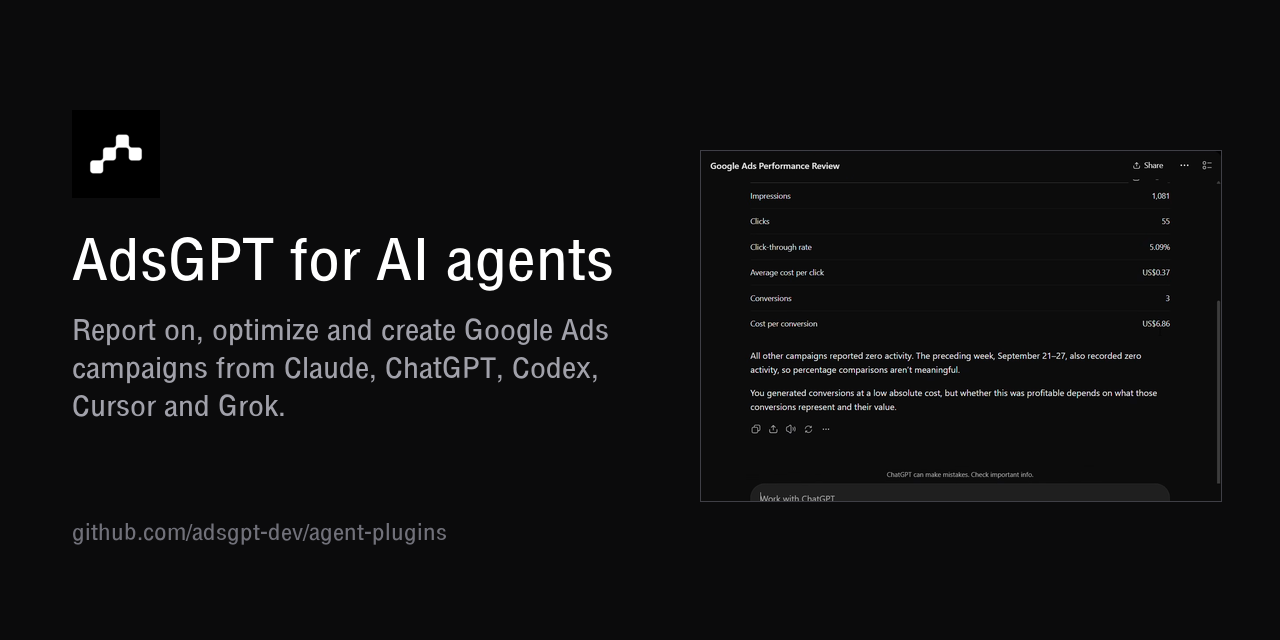 AdsGPT for AI agents
Report on, optimize and create Google Ads
campaigns from Claude, ChatGPT, Codex,
Cursor and Grok.
github.com/adsgpt-dev/agent-plugins
Google Ads Performance Review
Share
Impressions 1,081
Clicks 55
Click-through rate 5.09%
Average cost per click US$0.37
Conversions 3
Cost per conversion US$6.86
All other campaigns reported zero activity. The preceding week, September 21–27, also recorded zero
activity, so percentage comparisons aren’t meaningful.
You generated conversions at a low absolute cost, but whether this was profitable depends on what those
conversions represent and their value.
ChatGPT can make mistakes. Check important info.
Work with ChatGPT